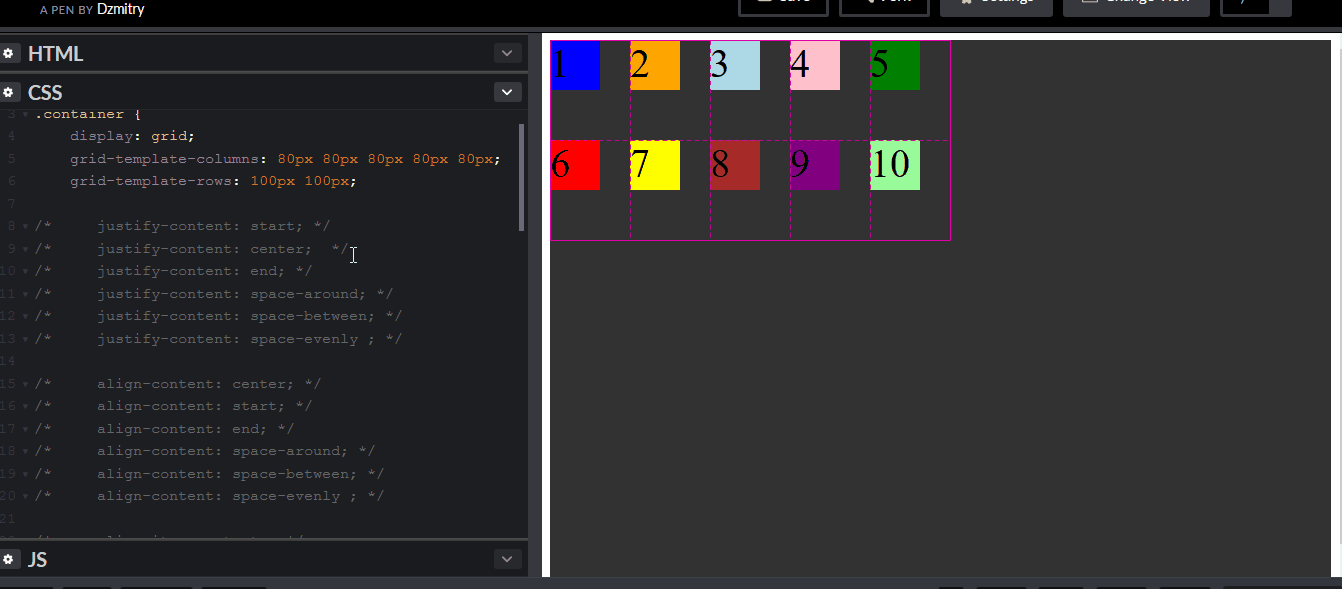 A PEN BY Dzmitry
HTML
CSS
3 .container {
4 display: grid;
5 grid-template-columns: 80px 80px 80px 80px 80px;
6 grid-template-rows: 100px 100px;
7
8 /* justify-content: start; */
9 /* justify-content: center; */
10 /* justify-content: end; */
11 /* justify-content: space-around; */
12 /* justify-content: space-between; */
13 /* justify-content: space-evenly ; */
14
15 /* align-content: center; */
16 /* align-content: start; */
17 /* align-content: end; */
18 /* align-content: space-around; */
19 /* align-content: space-between; */
20 /* align-content: space-evenly ; */
21
JS
1 2 3 4 5
6 7 8 9 10